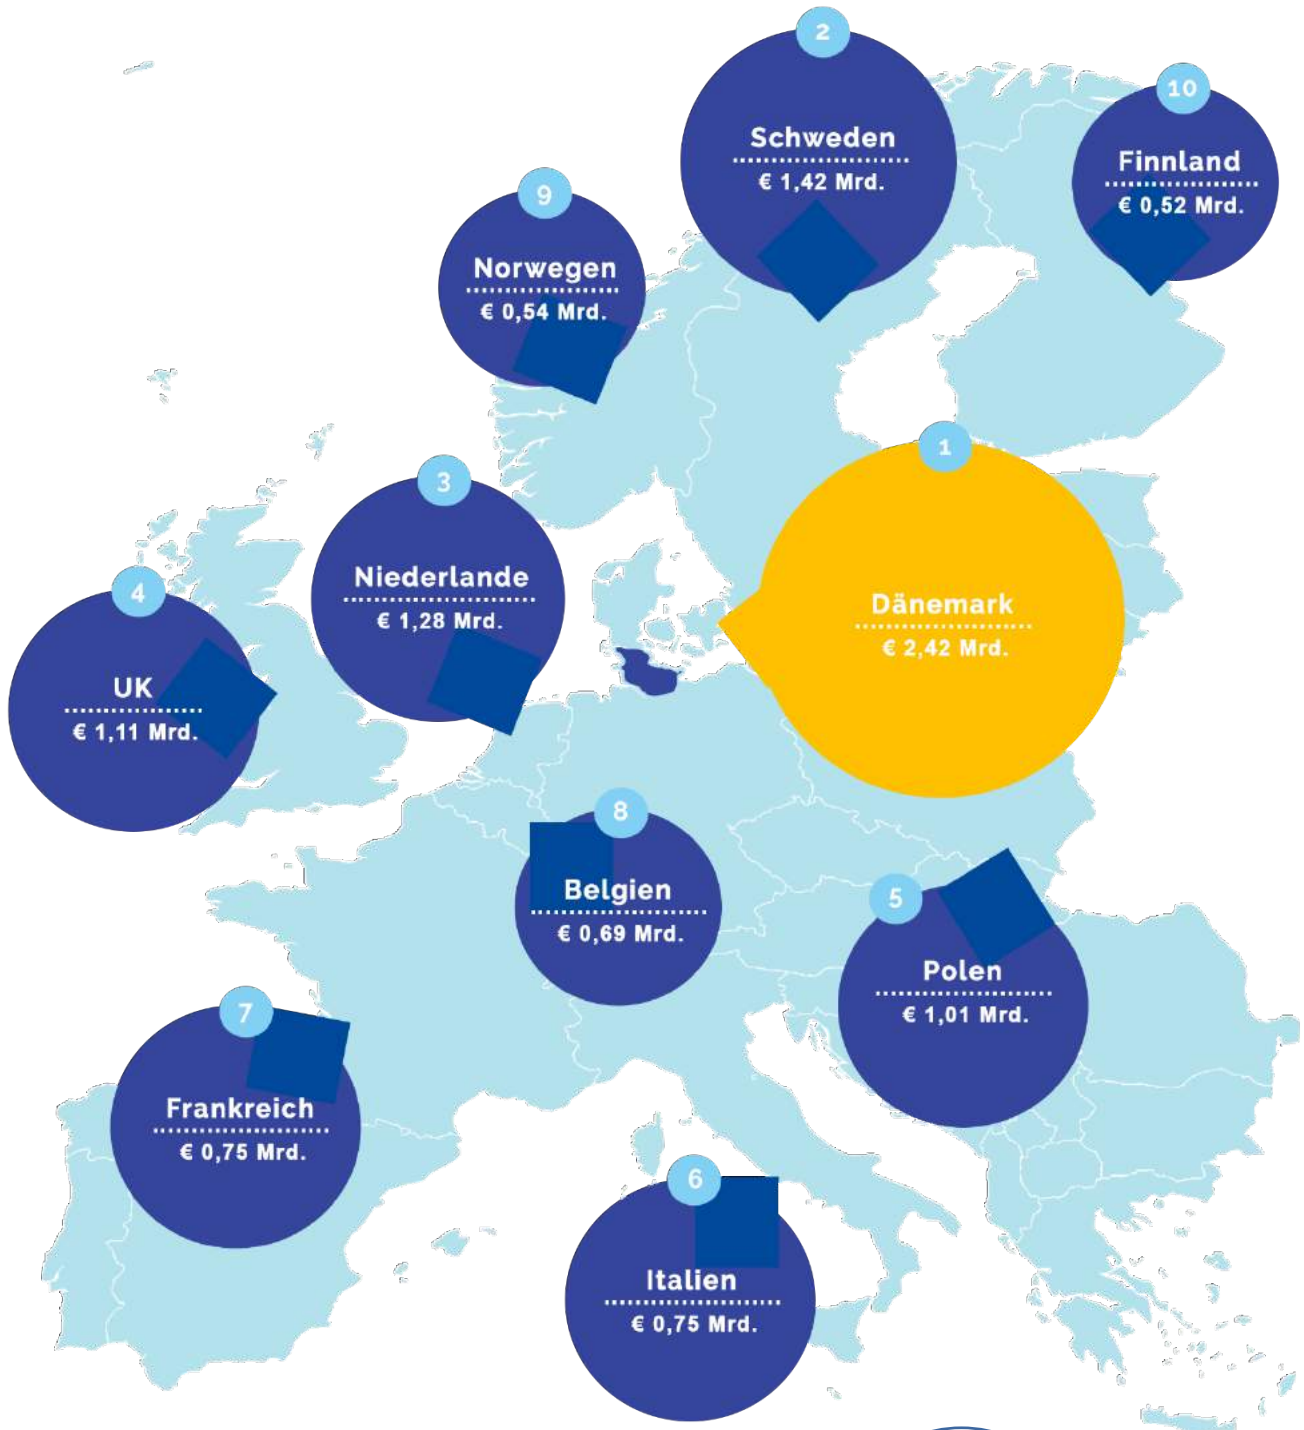 2
Schweden
€ 1,42 Mrd.
10
Finnland
€ 0,52 Mrd.
9
Norwegen
€ 0,54 Mrd.
1
Dänemark
€ 2,42 Mrd.
3
Niederlande
€ 1,28 Mrd.
4
UK
€ 1,11 Mrd.
8
Belgien
€ 0,69 Mrd.
5
Polen
€ 1,01 Mrd.
7
Frankreich
€ 0,75 Mrd.
6
Italien
€ 0,75 Mrd.